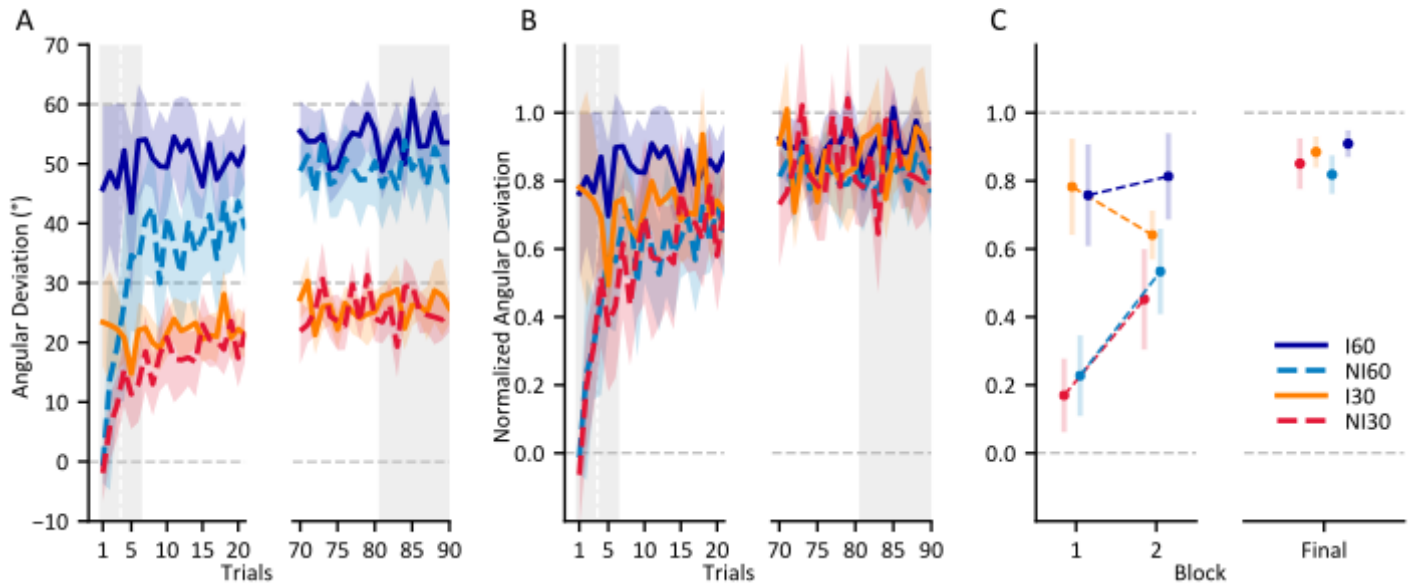 A
Angular Deviation (°)
70
60
50
40
30
20
10
0
−10
1 5 10 15 20 70 75 80 85 90
Trials
B
Normalized Angular Deviation
1.0
0.8
0.6
0.4
0.2
0.0
1 5 10 15 20 70 75 80 85 90
Trials
C
1.0
0.8
0.6
0.4
0.2
0.0
I60
NI60
I30
NI30
1 2 Final
Block